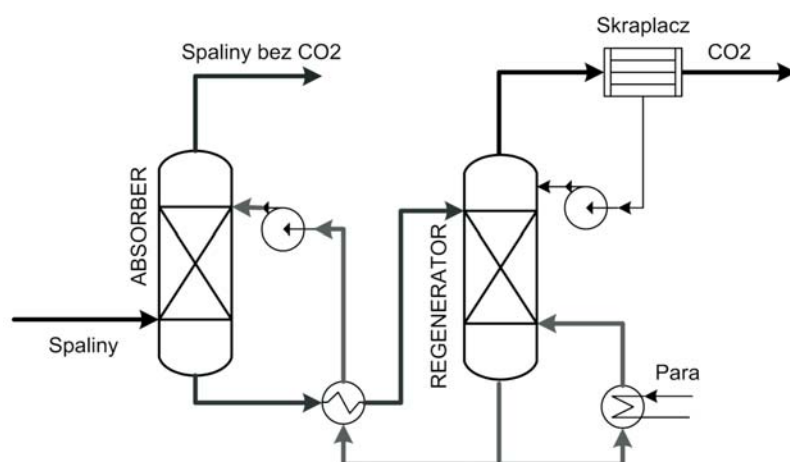 Skraplacz
Spaliny bez CO2
CO2
ABSORBER
REGENERATOR
Spaliny
Para